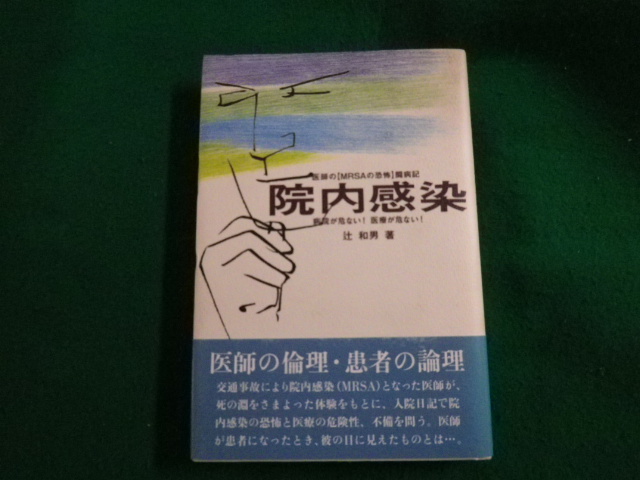 医師の【MRSAの恐怖】闘病記
院内感染
病院が危ない! 医療が危ない!
辻 和男 著
医師の倫理・患者の論理
交通事故により院内感染(MRSA)となった医師が、
死の淵をさまよった体験をもとに、入院日記で院
内感染の恐怖と医療の危険性、不備を問う。医師
が患者になったとき、彼の目に見えたものとは…。